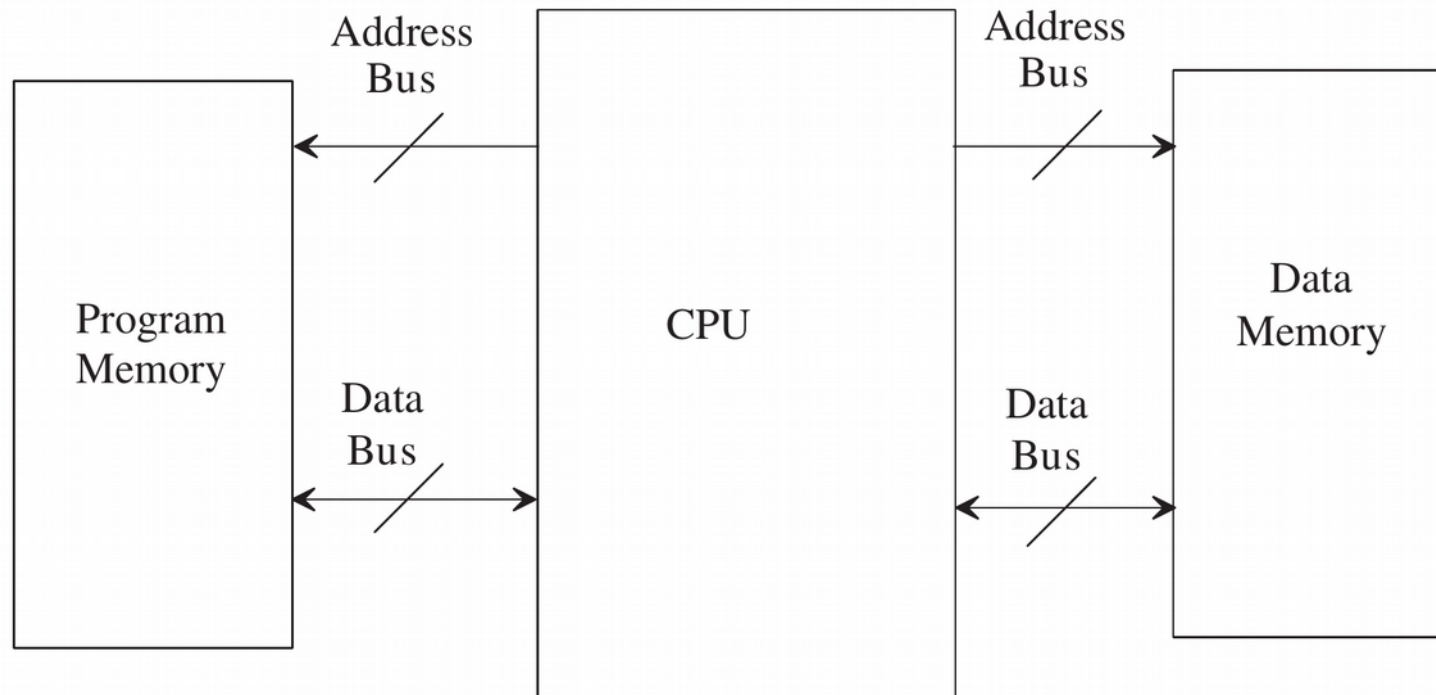 Address
Bus
Address
Bus
Program
Memory
CPU
Data
Memory
Data
Bus
Data
Bus